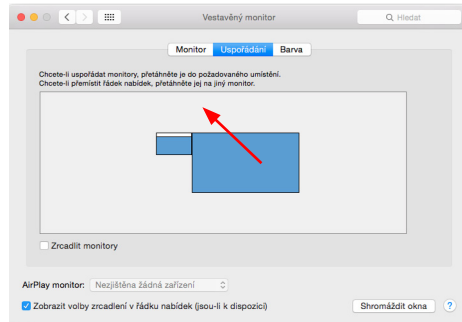 Vestavěný monitor
Hledat
Monitor Uspořádání Barva
Chcete-li uspořádat monitory, přetáhněte je do požadovaného umístění.
Chcete-li přemístit řádek nabídek, přetáhněte jej na jiný monitor.
Zrcadlit monitory
AirPlay monitor: Nezjištěna žádná zařízení
Zobrazit volby zrcadlení v řádku nabídek (jsou-li k dispozici) Shromáždit okna ?